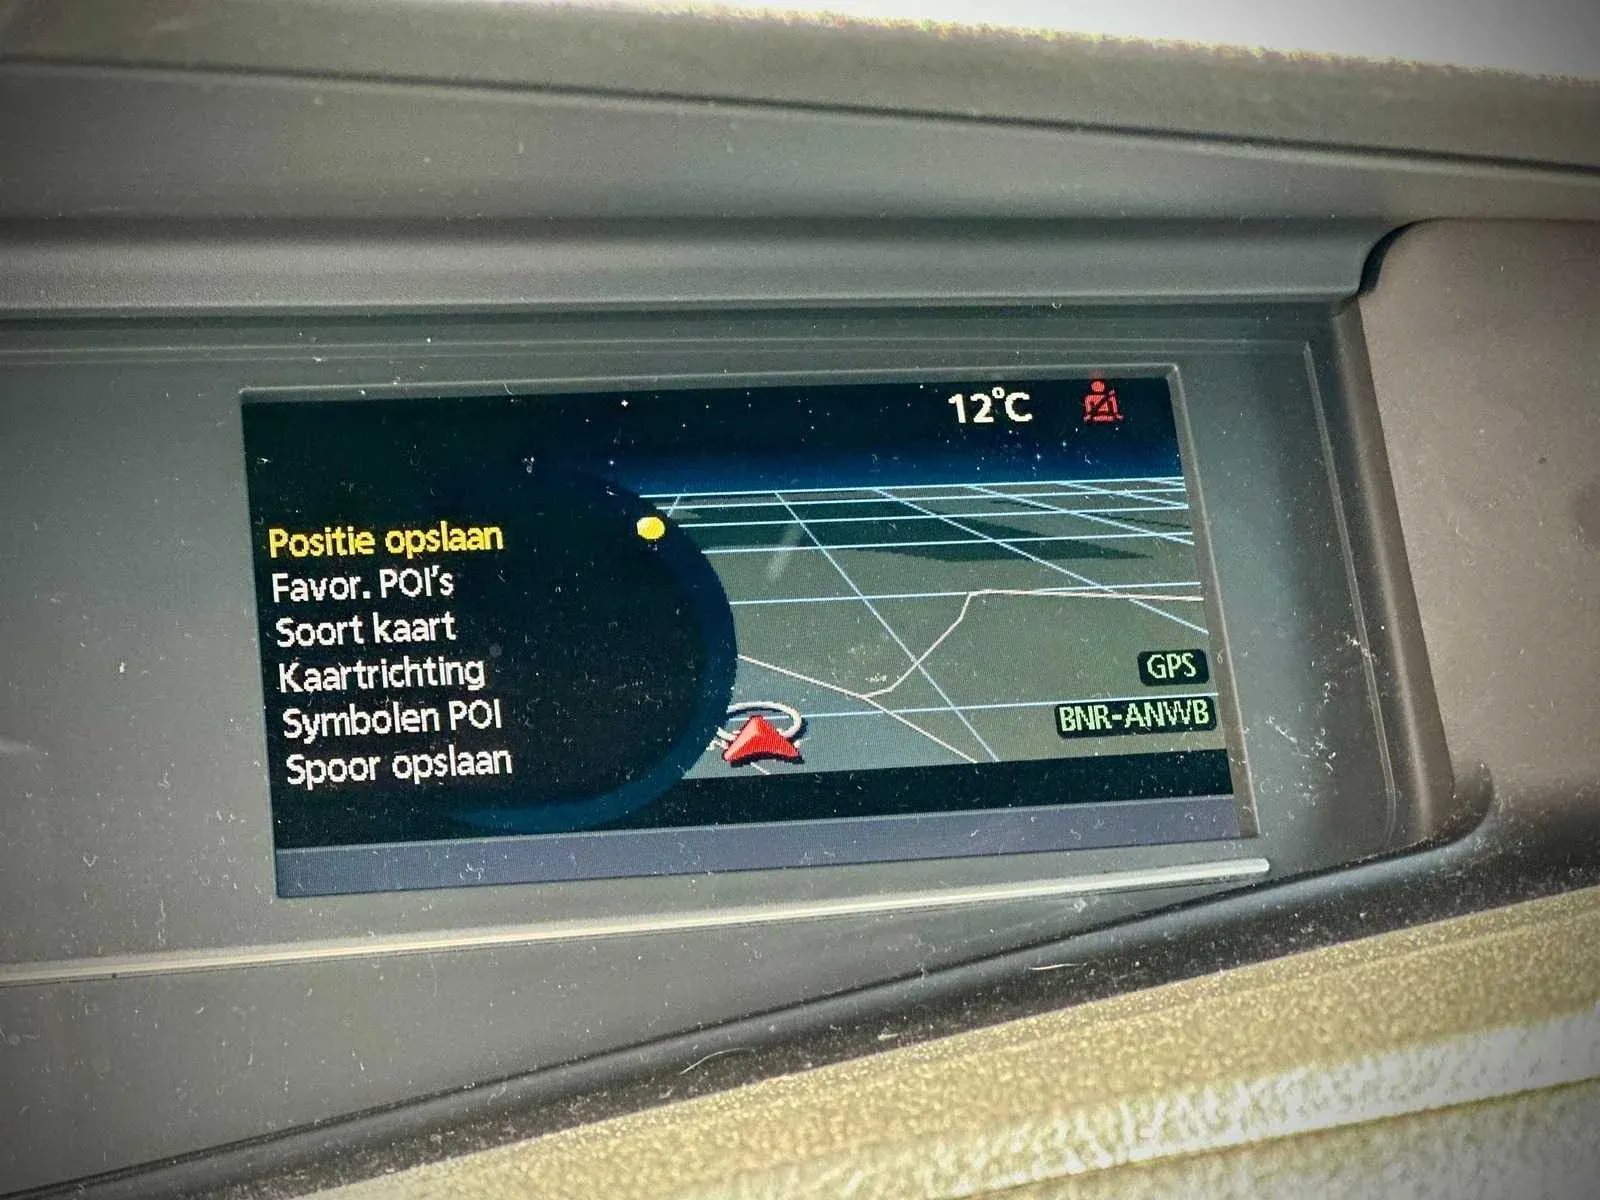 12°C
Positie opslaan
Favor. POI's
Soort kaart
Kaartrichting
Symbolen POI
Spoor opslaan
GPS
BNR-ANWB